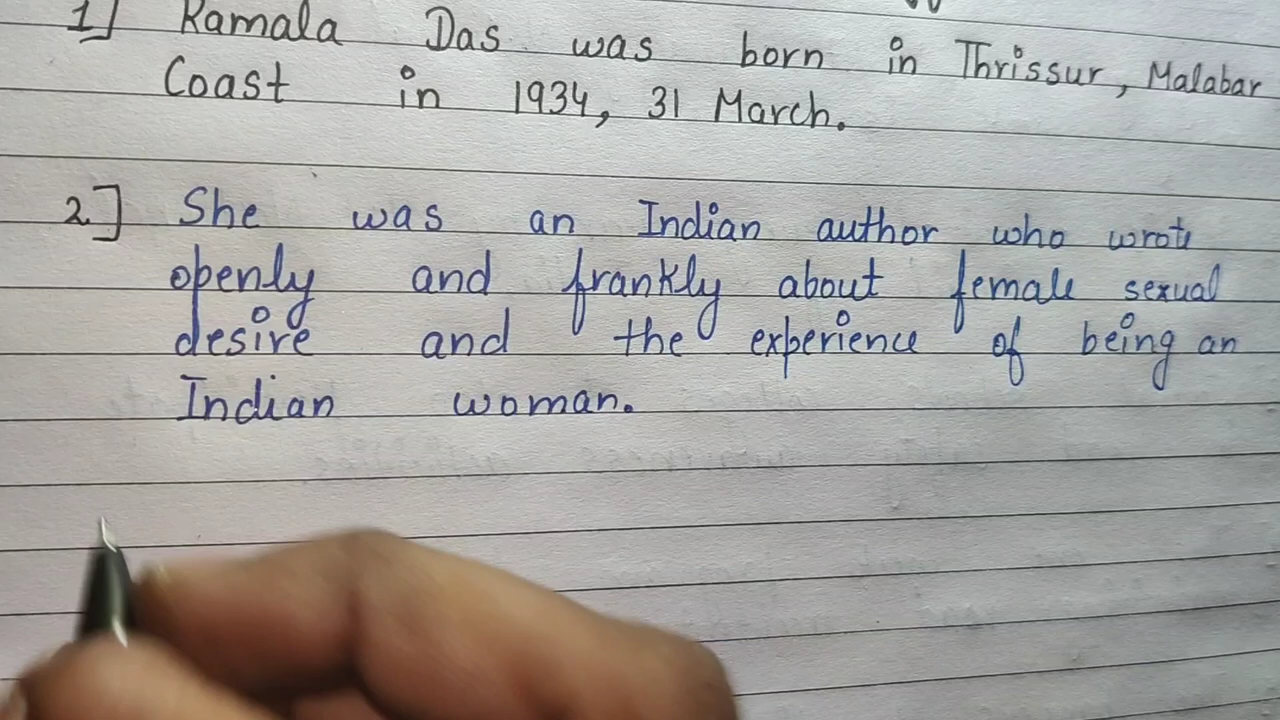 1] Kamala Das was born in Thrissur, Malabar
Coast in 1934, 31 March.
2] She was an Indian author who wrote
openly and frankly about female sexual
desire and the experience of being an
Indian woman.